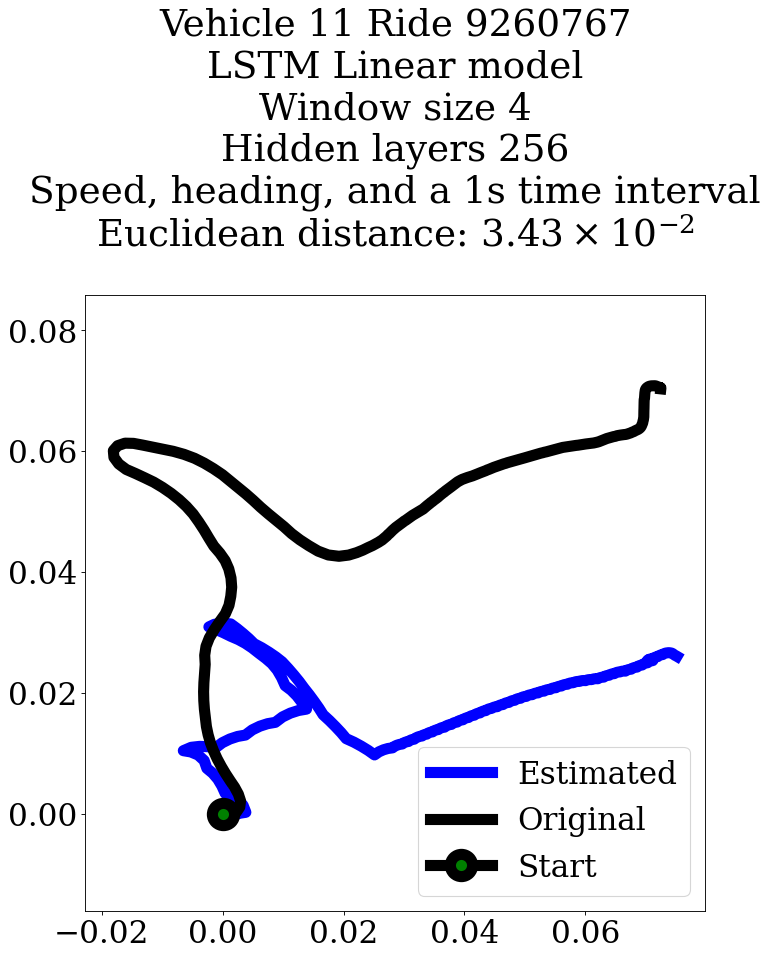 Vehicle 11 Ride 9260767
LSTM Linear model
Window size 4
Hidden layers 256
Speed, heading, and a 1s time interval
Euclidean distance: 3.43 × 10⁻²
0.08
0.06
0.04
0.02
0.00
Estimated
Original
Start
−0.02 0.00 0.02 0.04 0.06